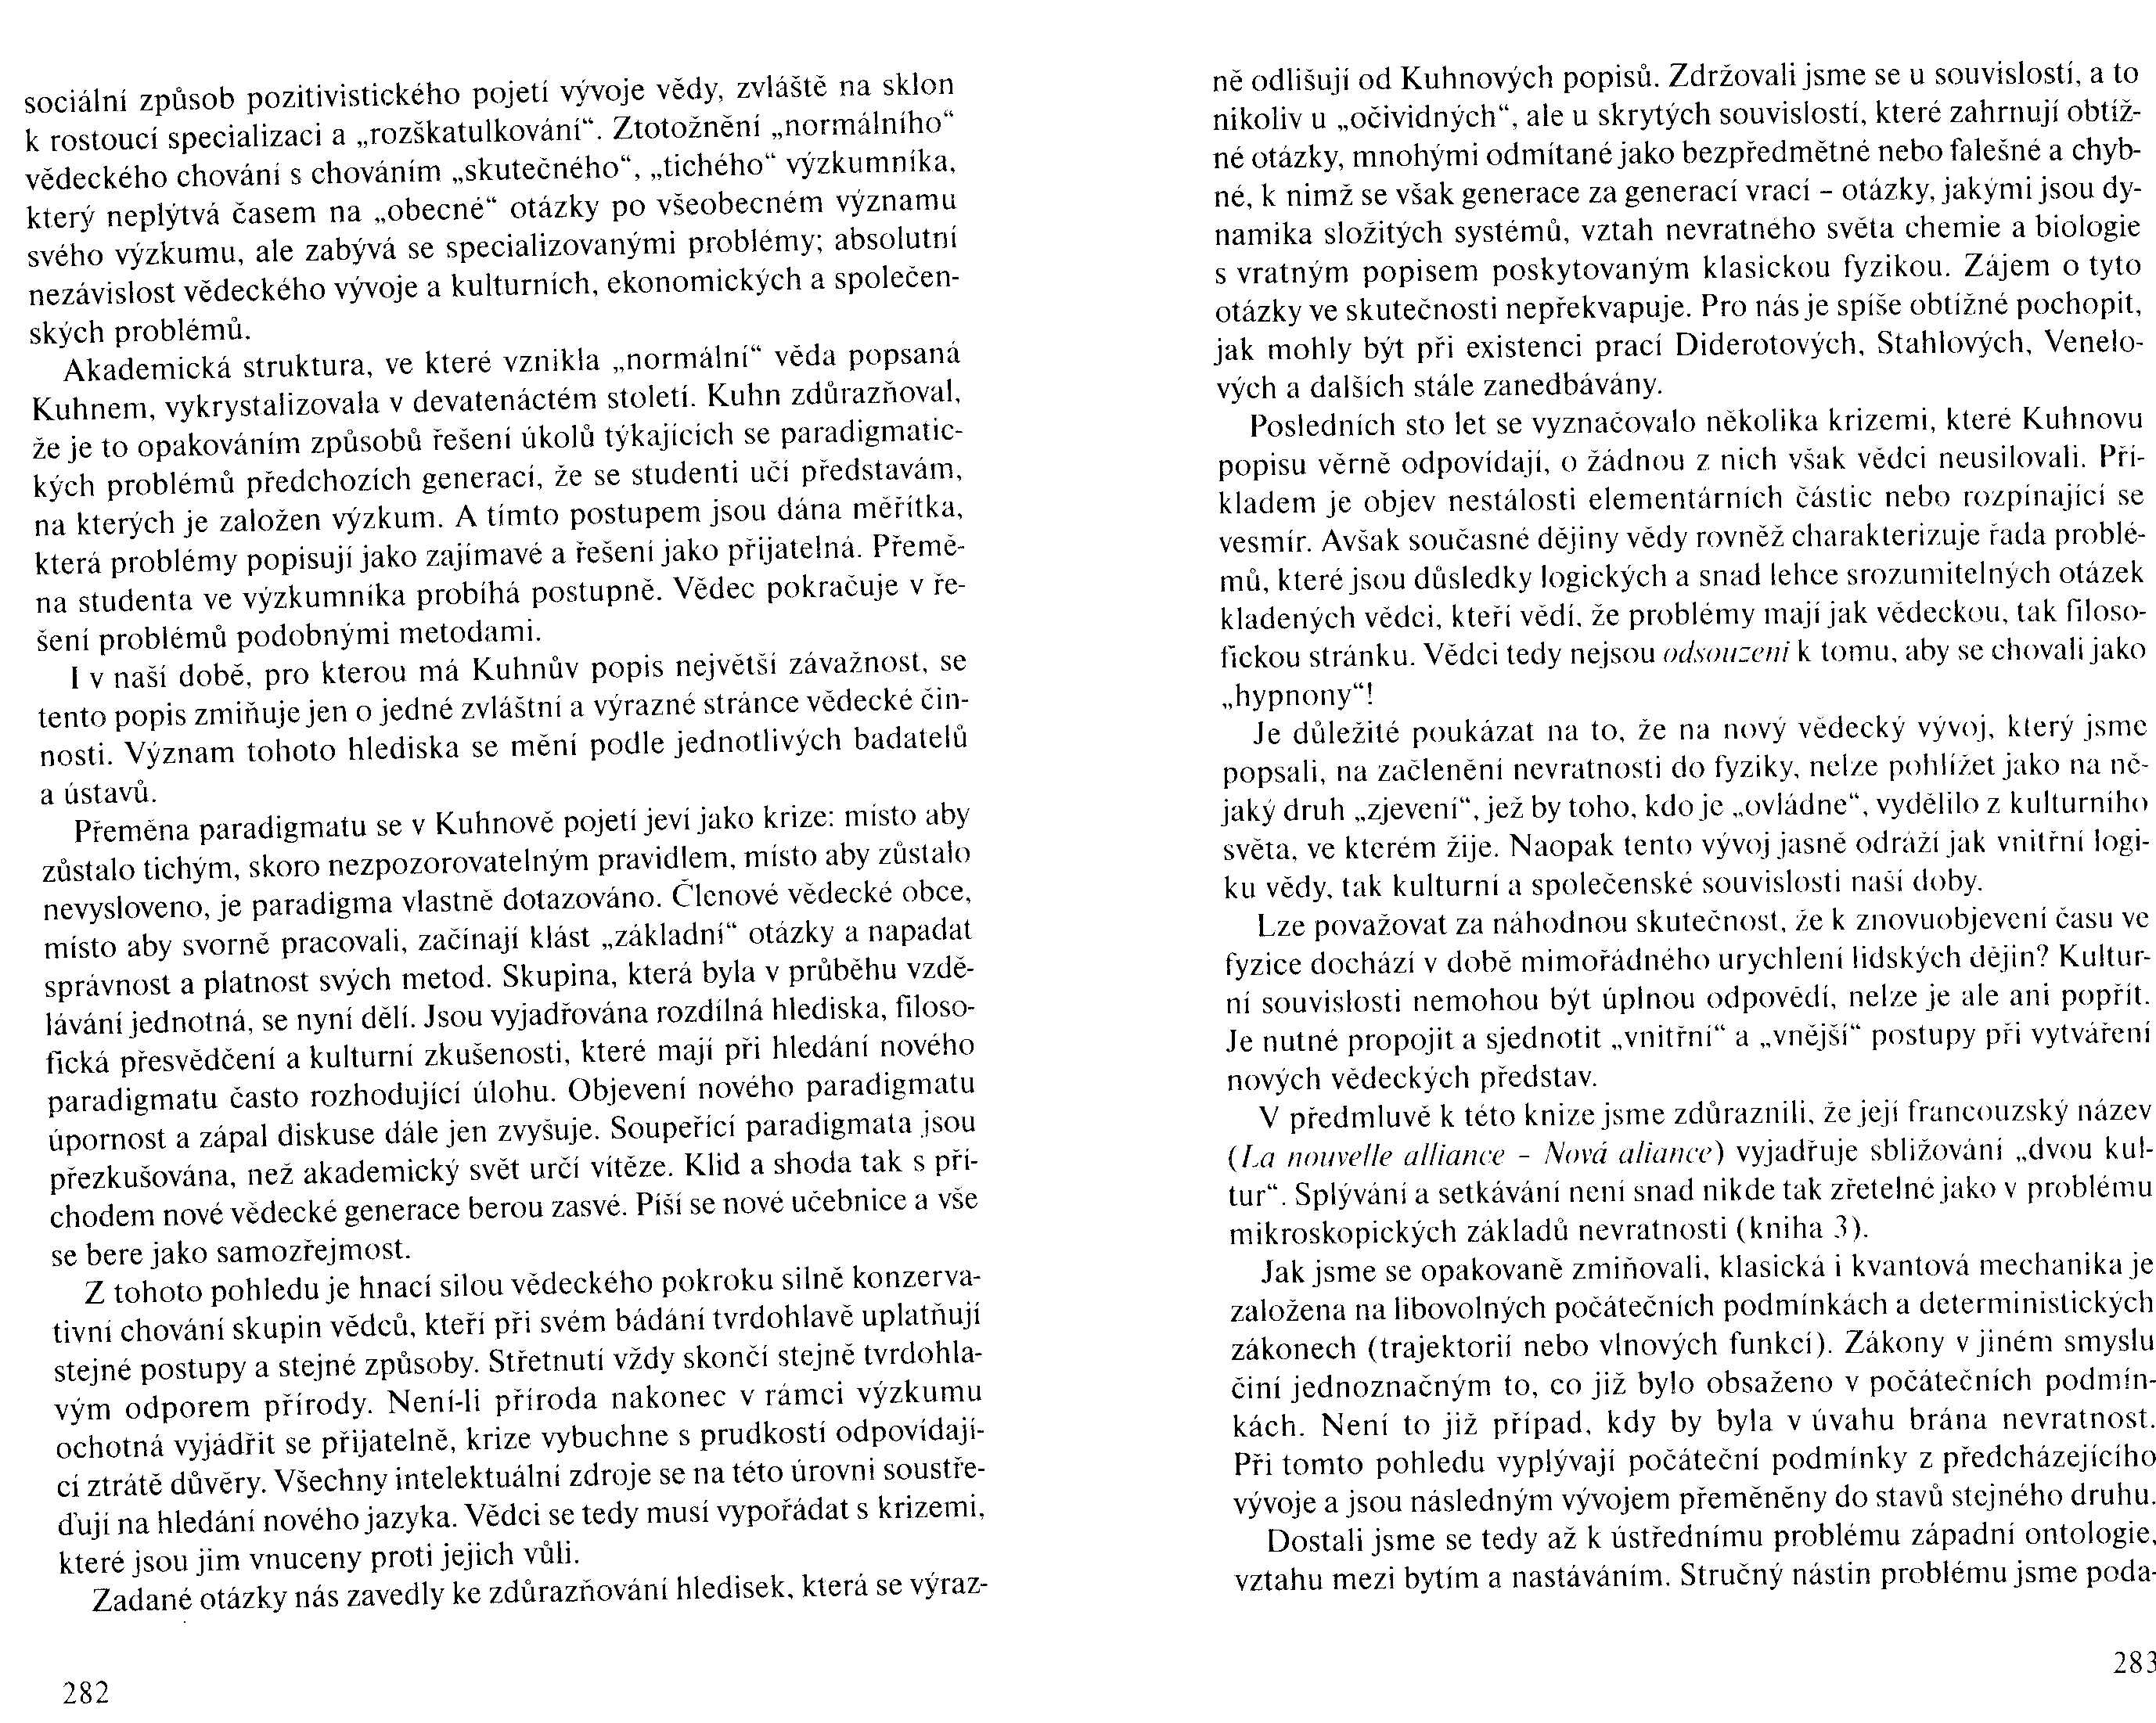 sociální způsob pozitivistického pojetí vývoje vědy, zvláště na sklon
k rostoucí specializaci a „rozškatulkování“. Ztotožnění „normálního“
vědeckého chování s chováním „skutečného“, „tichého“ výzkumníka,
který neplýtvá časem na „obecné“ otázky po všeobecném významu
svého výzkumu, ale zabývá se specializovanými problémy; absolutní
nezávislost vědeckého vývoje a kulturních, ekonomických a společen-
ských problémů.
Akademická struktura, ve které vznikla „normální“ věda popsaná
Kuhnem, vykrystalizovala v devatenáctém století. Kuhn zdůrazňoval,
že je to opakováním způsobů řešení úkolů týkajících se paradigmatic-
kých problémů předchozích generací, že se studenti učí představám,
na kterých je založen výzkum. A tímto postupem jsou dána měřítka,
která problémy popisují jako zajímavé a řešení jako přijatelná. Přemě-
na studenta ve výzkumníka probíhá postupně. Vědec pokračuje v ře-
šení problémů podobnými metodami.
I v naší době, pro kterou má Kuhnův popis největší závažnost, se
tento popis zmiňuje jen o jedné zvláštní a výrazné stránce vědecké čin-
nosti. Význam tohoto hlediska se mění podle jednotlivých badatelů
a ústavů.
Přeměna paradigmatu se v Kuhnově pojetí jeví jako krize: místo aby
zůstalo tichým, skoro nezpozorovatelným pravidlem, místo aby zůstalo
nevysloveno, je paradigma vlastně dotazováno. Členové vědecké obce,
místo aby svorně pracovali, začínají klást „základní“ otázky a napadat
správnost a platnost svých metod. Skupina, která byla v průběhu vzdě-
lávání jednotná, se nyní dělí. Jsou vyjadřována rozdílná hlediska, filoso-
fická přesvědčení a kulturní zkušenosti, které mají při hledání nového
paradigmatu často rozhodující úlohu. Objevení nového paradigmatu
úpornost a zápal diskuse dále jen zvyšuje. Soupeřící paradigmata jsou
přezkušována, než akademický svět určí vítěze. Klid a shoda tak s pří-
chodem nové vědecké generace berou zasvé. Píší se nové učebnice a vše
se bere jako samozřejmost.
Z tohoto pohledu je hnací silou vědeckého pokroku silně konzerva-
tivní chování skupin vědců, kteří při svém bádání tvrdohlavě uplatňují
stejné postupy a stejné způsoby. Střetnutí vždy skončí stejně tvrdohla-
vým odporem přírody. Není-li příroda nakonec v rámci výzkumu
ochotná vyjádřit se přijatelně, krize vybuchne s prudkostí odpovídají-
cí ztrátě důvěry. Všechny intelektuální zdroje se na této úrovni soustře-
ďují na hledání nového jazyka. Vědci se tedy musí vypořádat s krizemi,
které jsou jim vnuceny proti jejich vůli.
Zadané otázky nás zavedly ke zdůrazňování hledisek, která se výraz-
282
ně odlišují od Kuhnových popisů. Zdržovali jsme se u souvislostí, a to
nikoliv u „očividných“, ale u skrytých souvislostí, které zahrnují obtíž-
né otázky, mnohými odmítané jako bezpředmětné nebo falešné a chyb-
né, k nimž se však generace za generací vrací – otázky, jakými jsou dy-
namika složitých systémů, vztah nevratného světa chemie a biologie
s vratným popisem poskytovaným klasickou fyzikou. Zájem o tyto
otázky ve skutečnosti nepřekvapuje. Pro nás je spíše obtížné pochopit,
jak mohly být při existenci prací Diderotových, Stahlových, Venelo-
vých a dalších stále zanedbávány.
Posledních sto let se vyznačovalo několika krizemi, které Kuhnovu
popisu věrně odpovídají, o žádnou z nich však vědci neusilovali. Pří-
kladem je objev nestálosti elementárních částic nebo rozpínající se
vesmír. Avšak současné dějiny vědy rovněž charakterizuje řada problé-
mů, které jsou důsledky logických a snad lehce srozumitelných otázek
kladených vědci, kteří vědí, že problémy mají jak vědeckou, tak filoso-
fickou stránku. Vědci tedy nejsou odsouzeni k tomu, aby se chovali jako
„hypnony“!
Je důležité poukázat na to, že na nový vědecký vývoj, který jsme
popsali, na začlenění nevratnosti do fyziky, nelze pohlížet jako na ně-
jaký druh „zjevení“, jež by toho, kdo je „ovládne“, vydělilo z kulturního
světa, ve kterém žije. Naopak tento vývoj jasně odráží jak vnitřní logi-
ku vědy, tak kulturní a společenské souvislosti naší doby.
Lze považovat za náhodnou skutečnost, že k znovuobjevení času ve
fyzice dochází v době mimořádného urychlení lidských dějin? Kultur-
ní souvislosti nemohou být úplnou odpovědí, nelze je ale ani popřít.
Je nutné propojit a sjednotit „vnitřní“ a „vnější“ postupy při vytváření
nových vědeckých představ.
V předmluvě k této knize jsme zdůraznili, že její francouzský název
(La nouvelle alliance – Nová aliance) vyjadřuje sbližování „dvou kul-
tur“. Splývání a setkávání není snad nikde tak zřetelné jako v problému
mikroskopických základů nevratnosti (kniha 3).
Jak jsme se opakovaně zmiňovali, klasická i kvantová mechanika je
založena na libovolných počátečních podmínkách a deterministických
zákonech (trajektorií nebo vlnových funkcí). Zákony v jiném smyslu
činí jednoznačným to, co již bylo obsaženo v počátečních podmín-
kách. Není to již případ, kdy by byla v úvahu brána nevratnost.
Při tomto pohledu vyplývají počáteční podmínky z předcházejícího
vývoje a jsou následným vývojem přeměněny do stavů stejného druhu.
Dostali jsme se tedy až k ústřednímu problému západní ontologie,
vztahu mezi bytím a nastáváním. Stručný nástin problému jsme poda-
283